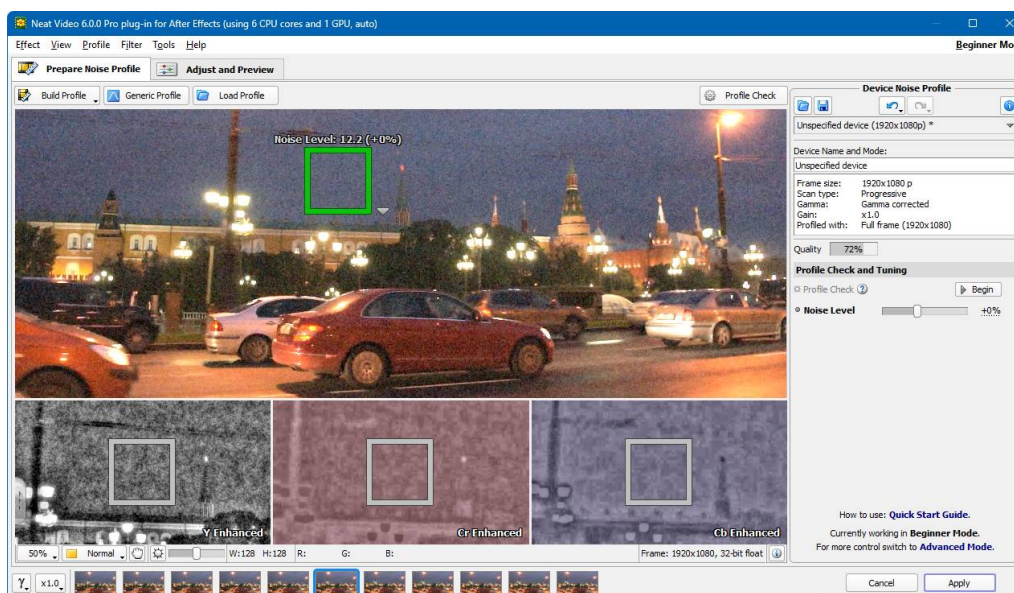 Neat Video 6.0.0 Pro plug-in for After Effects (using 6 CPU cores and 1 GPU, auto)
Effect View Profile Filter Tools Help
Beginner Mo
Prepare Noise Profile
Adjust and Preview
Build Profile
Generic Profile
Load Profile
Profile Check
Noise Level: 12.2 (+0%)
Y Enhanced
Cr Enhanced
Cb Enhanced
50%
Normal
W:128 H:128 R: G: B:
Frame: 1920x1080, 32-bit float
γ
x1.0
Device Noise Profile
Unspecified device (1920x1080p) *
Device Name and Mode:
Unspecified device
Frame size: 1920x1080 p
Scan type: Progressive
Gamma: Gamma corrected
Gain: x1.0
Profiled with: Full frame (1920x1080)
Quality 72%
Profile Check and Tuning
Profile Check ?
Begin
Noise Level +0%
How to use: Quick Start Guide.
Currently working in Beginner Mode.
For more control switch to Advanced Mode.
Cancel
Apply